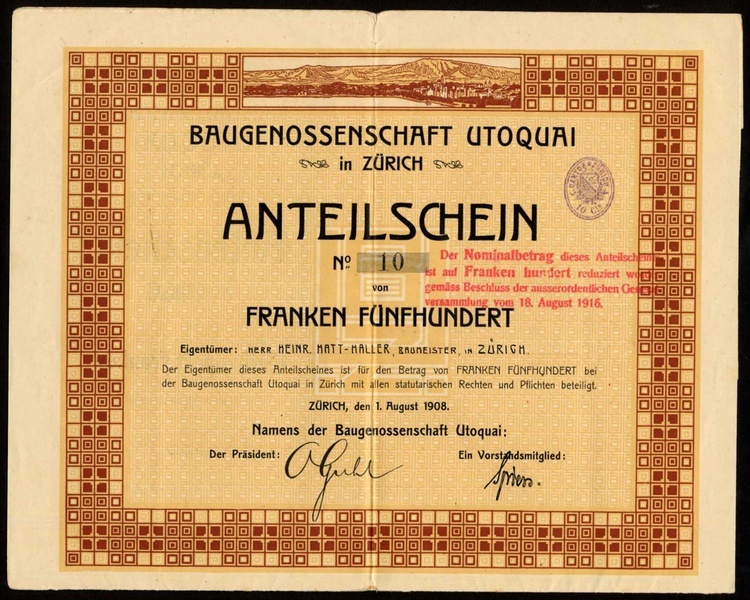 BAUGENOSSENSCHAFT UTOQUAI
in ZÜRICH
ANTEILSCHEIN
No. 10
von
FRANKEN FÜNFHUNDERT
Der Nominalbetrag dieses Anteilschein
ist auf Franken hundert reduziert word
gemäss Beschluss der ausserordentlichen Gene
versammlung vom 18. August 1916.
Eigentümer: HERR HEINR. HATT-HALLER, BAUMEISTER, IN ZÜRICH.
Der Eigentümer dieses Anteilscheines ist für den Betrag von FRANKEN FÜNFHUNDERT bei
der Baugenossenschaft Utoquai in Zürich mit allen statutarischen Rechten und Pflichten beteiligt.
ZÜRICH, den 1. August 1908.
Namens der Baugenossenschaft Utoquai:
Der Präsident: Ein Vorstandsmitglied: